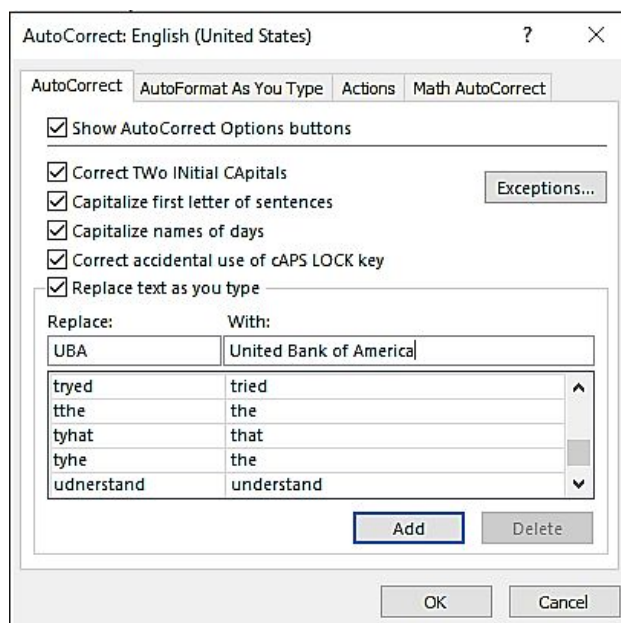 AutoCorrect: English (United States) ?
AutoCorrect AutoFormat As You Type Actions Math AutoCorrect
Show AutoCorrect Options buttons
Correct TWo INitial CApitals
Exceptions...
Capitalize first letter of sentences
Capitalize names of days
Correct accidental use of cAPS LOCK key
Replace text as you type
Replace: With:
UBA United Bank of America
tryed tried
tthe the
tyhat that
tyhe the
udnerstand understand
Add Delete
OK Cancel